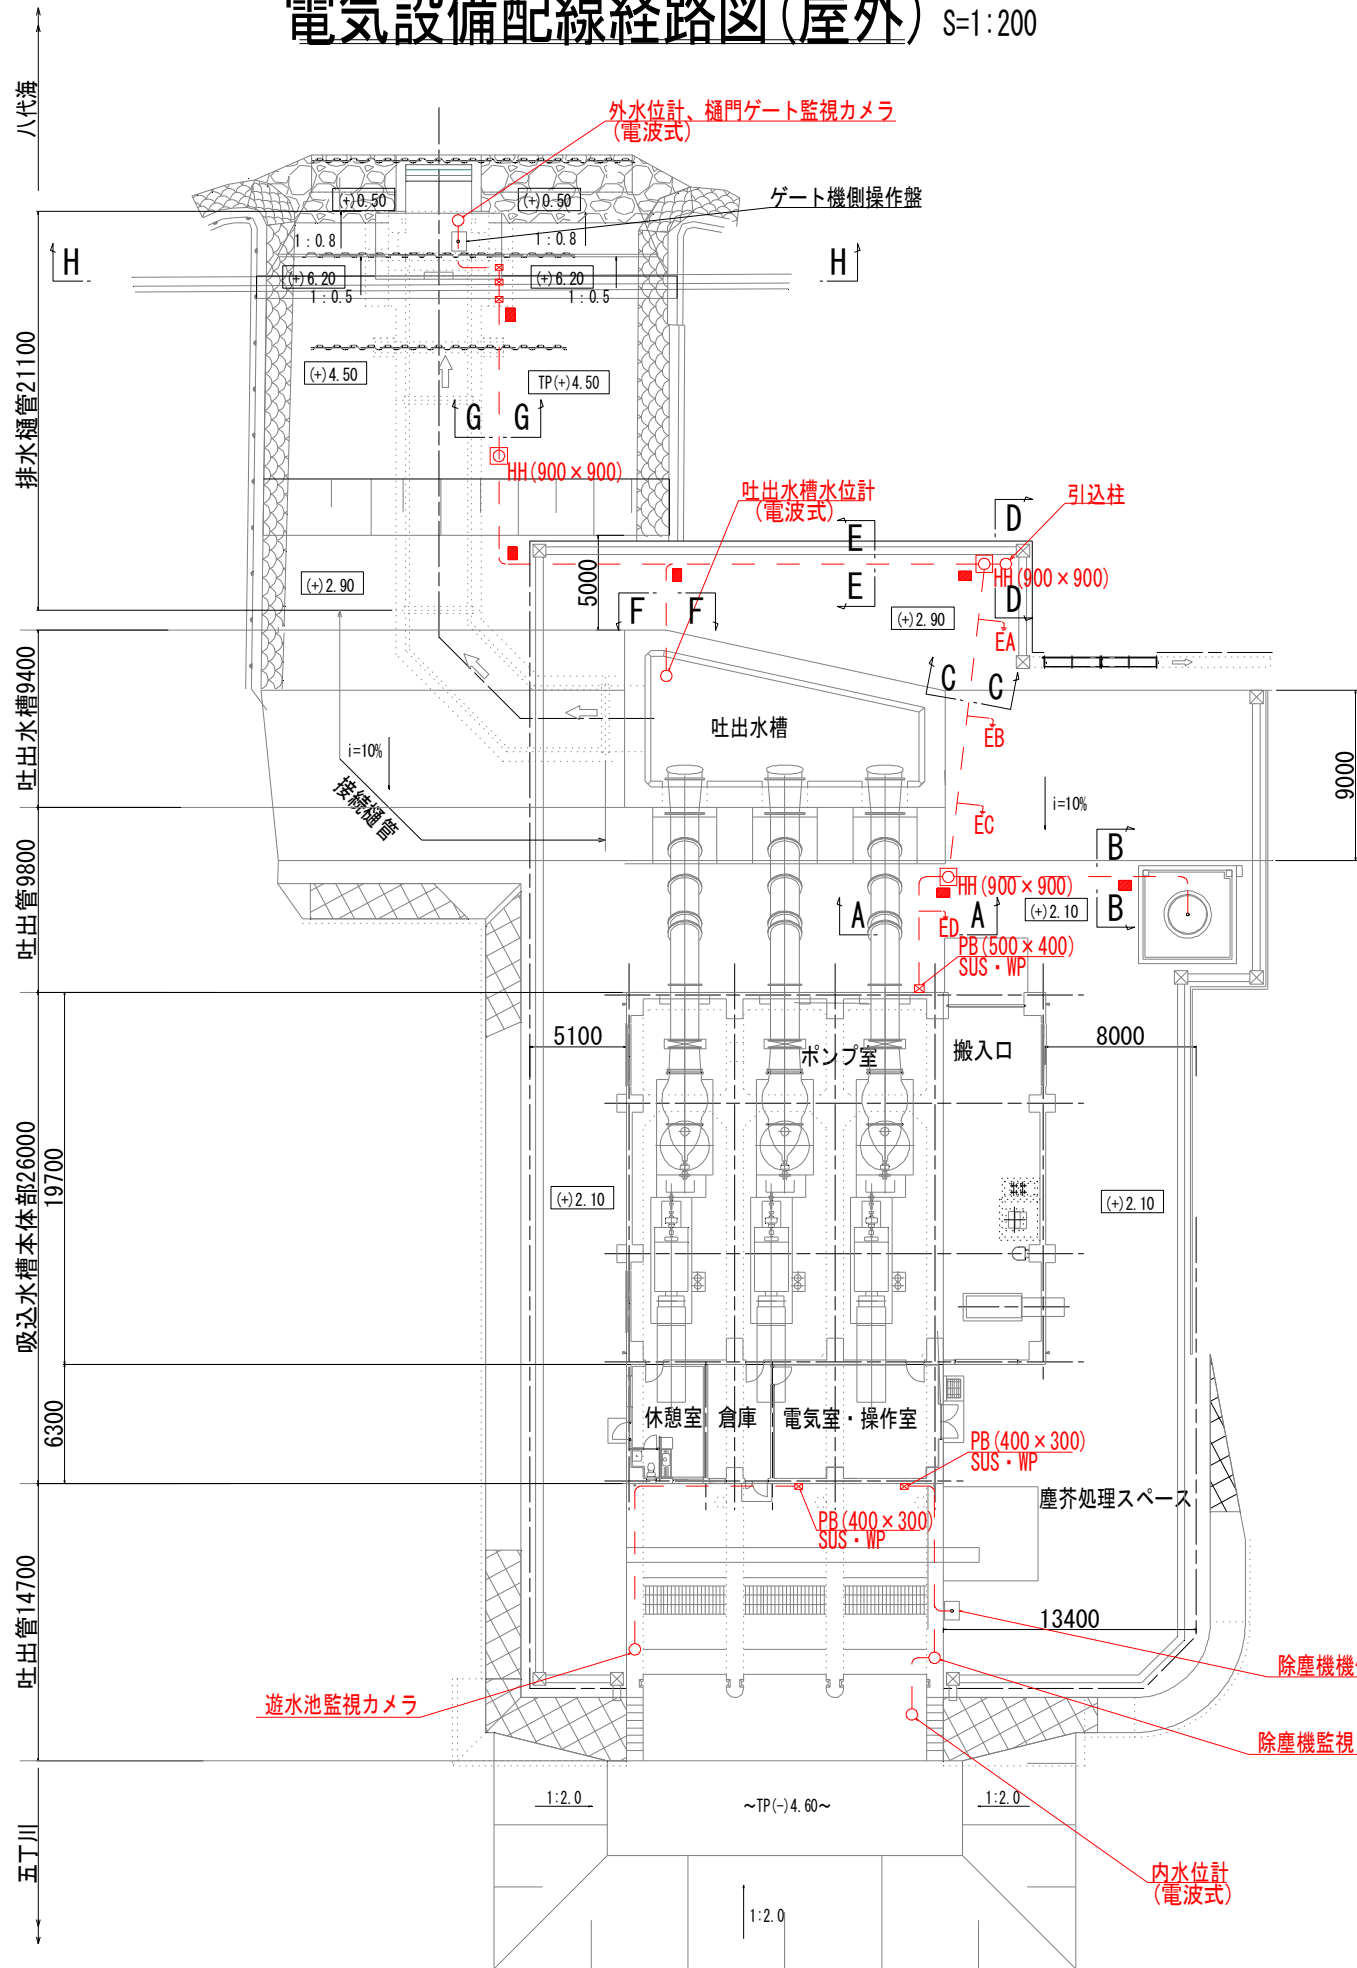 電気設備配線経路図(屋外) S=1:200
八代海
外水位計、樋門ゲート監視カメラ
(電波式)
ゲート機側操作盤
(+)0.50
(+)0.50
1:0.8
1:0.8
H
H
(+)6.20
(+)6.20
1:0.5
1:0.5
排水樋管21100
(+)4.50
TP(+)4.50
G G
HH(900×900)
吐出水槽水位計
(電波式)
引込柱
D
E
HH(900×900)
E
D
(+)2.90
5000
F F
(+)2.90
EA
C C
吐出水槽9400
吐出水槽
EB
i=10%
接続樋管
9000
i=10%
EC
B
吐出管9800
HH(900×900)
(+)2.10
B
A A
ED
PB(500×400)
SUS・WP
5100
ポンプ室
搬入口
8000
吸込水槽本体部26000
19700
(+)2.10
(+)2.10
6300
休憩室
倉庫
電気室・操作室
PB(400×300)
SUS・WP
塵芥処理スペース
PB(400×300)
SUS・WP
吐出管14700
13400
除塵機機
遊水池監視カメラ
除塵機監視
1:2.0
~TP(-)4.60~
1:2.0
五丁川
内水位計
(電波式)
1:2.0